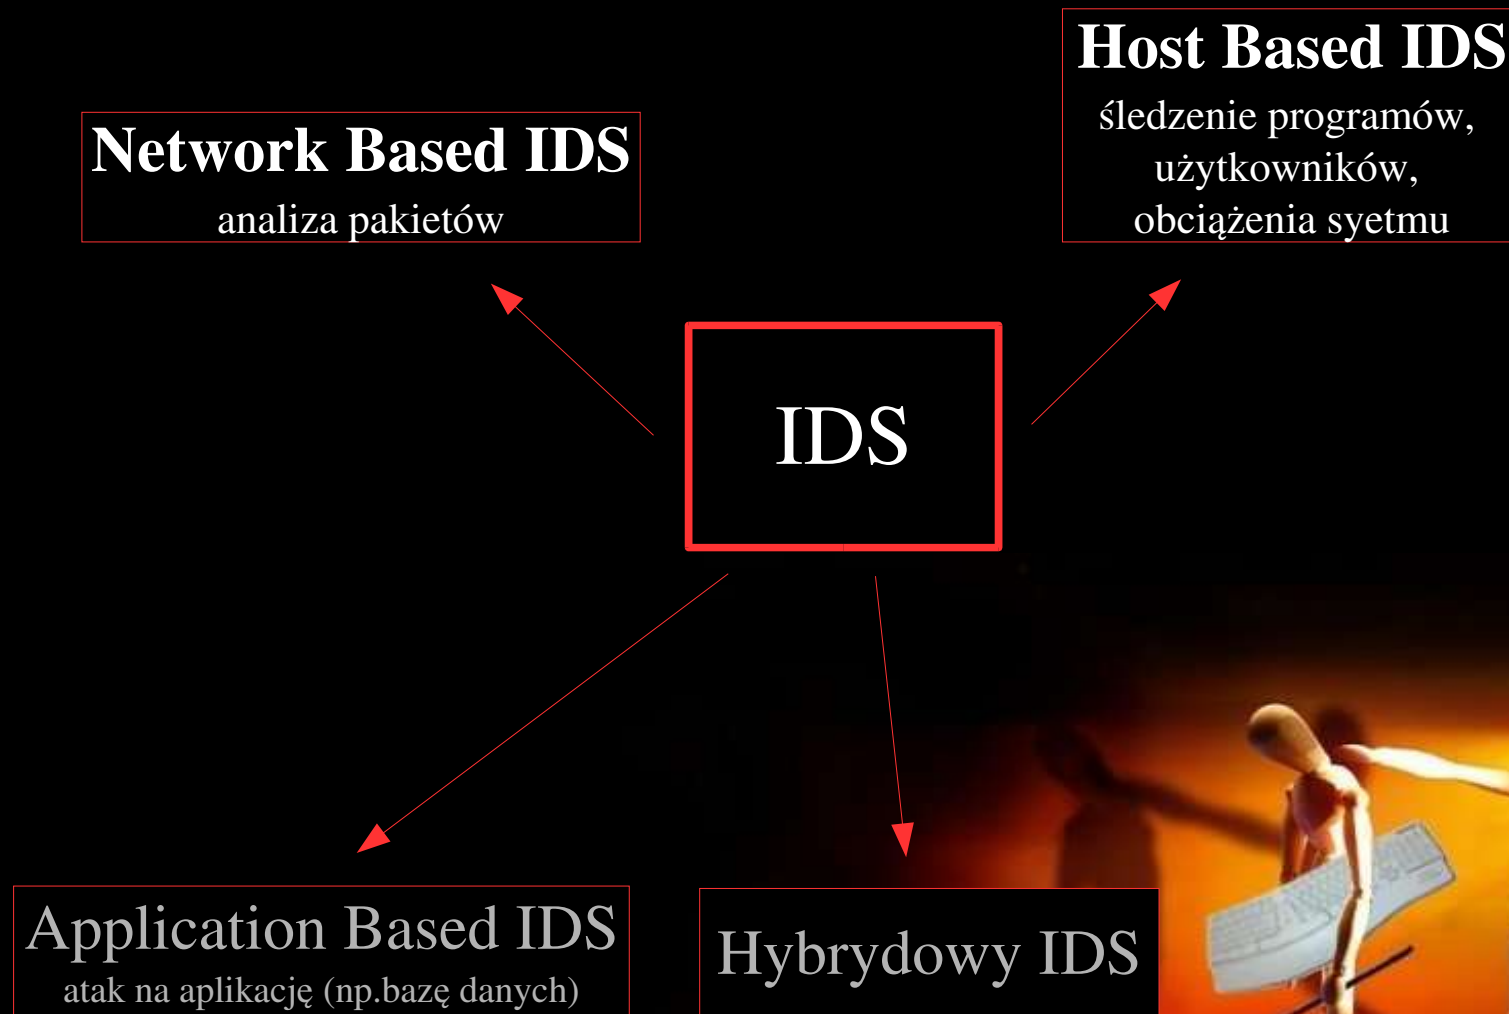 Host Based IDS
śledzenie programów,
użytkowników,
obciążenia syetmu
Network Based IDS
analiza pakietów
IDS
Application Based IDS
atak na aplikację (np.bazę danych)
Hybrydowy IDS